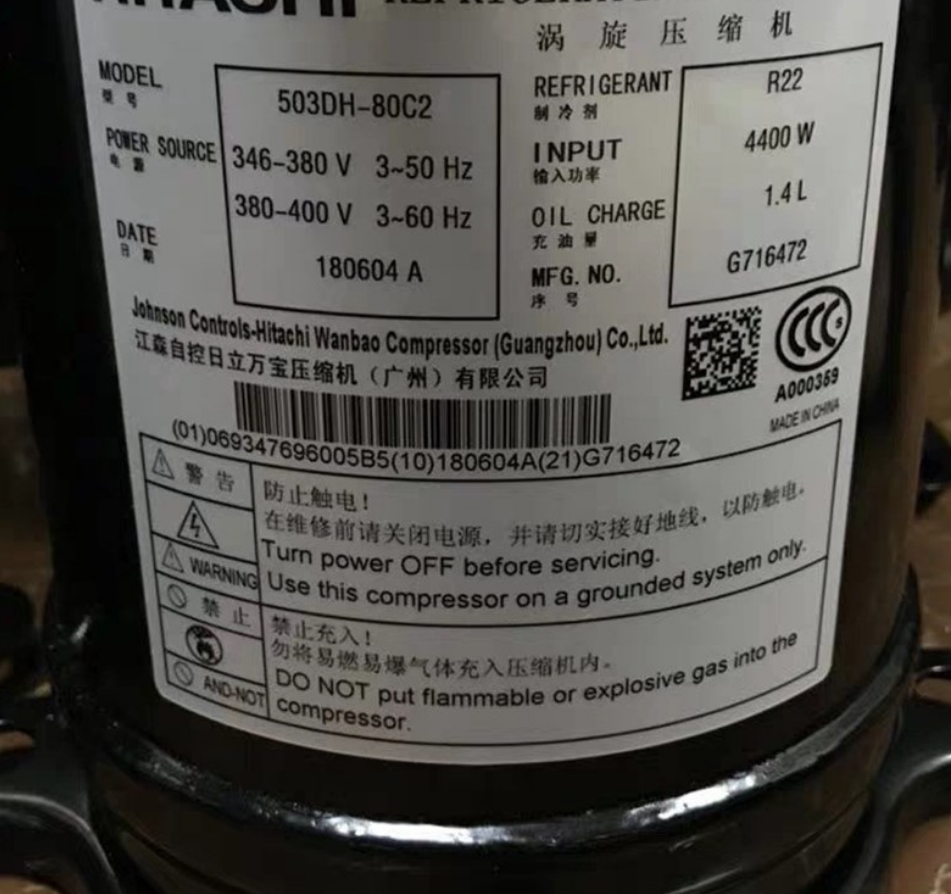 HITACHI REFRIGERA
涡旋压缩机
MODEL 503DH-80C2
型号
POWER SOURCE 346-380 V 3~50 Hz
电源
380-400 V 3~60 Hz
DATE 180604 A
日期
REFRIGERANT R22
制冷剂
INPUT 4400 W
输入功率
OIL CHARGE 1.4 L
充油量
MFG. NO. G716472
序号
Johnson Controls-Hitachi Wanbao Compressor (Guangzhou) Co.,Ltd.
江森自控日立万宝压缩机（广州）有限公司
CCC S
A000359
MADE IN CHINA
(01)069347696005B5(10)180604A(21)G716472
警告
防止触电！
在维修前请关闭电源，并请切实接好地线，以防触电。
Turn power OFF before servicing.
WARNING
Use this compressor on a grounded system only.
禁止
禁止充入！
勿将易燃易爆气体充入压缩机内。
DO NOT put flammable or explosive gas into the
AND-NOT
compressor.